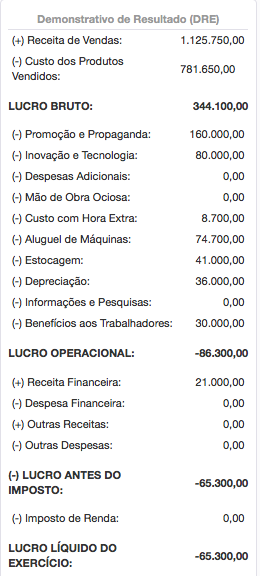 Demonstrativo de Resultado (DRE)
(+) Receita de Vendas: 1.125.750,00
(-) Custo dos Produtos
Vendidos: 781.650,00
LUCRO BRUTO: 344.100,00
(-) Promoção e Propaganda: 160.000,00
(-) Inovação e Tecnologia: 80.000,00
(-) Despesas Adicionais: 0,00
(-) Mão de Obra Ociosa: 0,00
(-) Custo com Hora Extra: 8.700,00
(-) Aluguel de Máquinas: 74.700,00
(-) Estocagem: 41.000,00
(-) Depreciação: 36.000,00
(-) Informações e Pesquisas: 0,00
(-) Benefícios aos Trabalhadores: 30.000,00
LUCRO OPERACIONAL: -86.300,00
(+) Receita Financeira: 21.000,00
(-) Despesa Financeira: 0,00
(+) Outras Receitas: 0,00
(-) Outras Despesas: 0,00
(-) LUCRO ANTES DO
IMPOSTO: -65.300,00
(-) Imposto de Renda: 0,00
LUCRO LÍQUIDO DO
EXERCÍCIO: -65.300,00